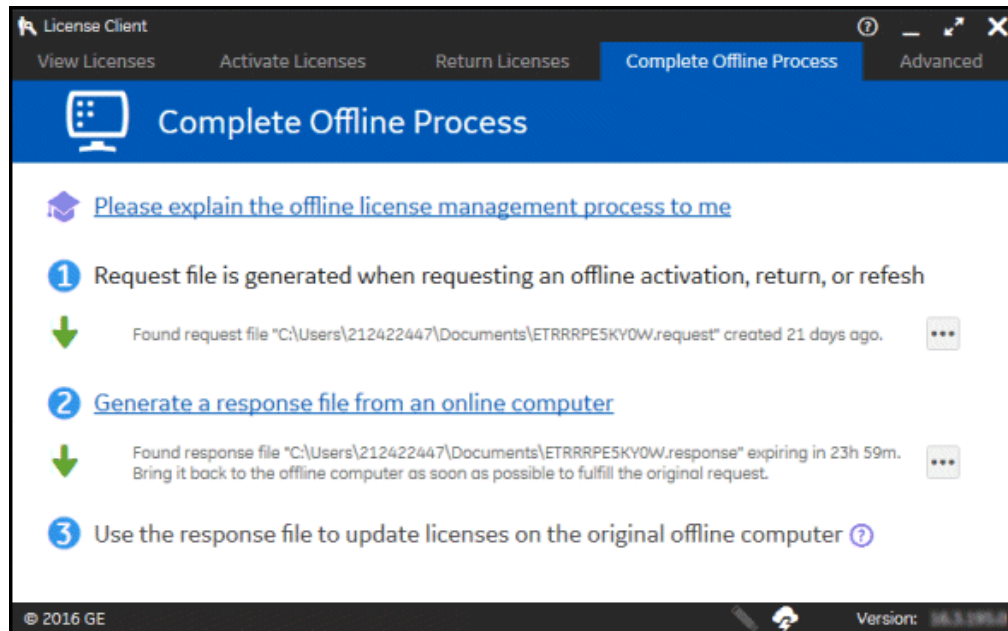 License Client
View Licenses Activate Licenses Return Licenses Complete Offline Process Advanced
Complete Offline Process
Please explain the offline license management process to me
1 Request file is generated when requesting an offline activation, return, or refesh
Found request file "C:\Users\212422447\Documents\ETRRRPE5KY0W.request" created 21 days ago.
2 Generate a response file from an online computer
Found response file "C:\Users\212422447\Documents\ETRRRPE5KY0W.response" expiring in 23h 59m.
Bring it back to the offline computer as soon as possible to fulfill the original request.
3 Use the response file to update licenses on the original offline computer
© 2016 GE Version: